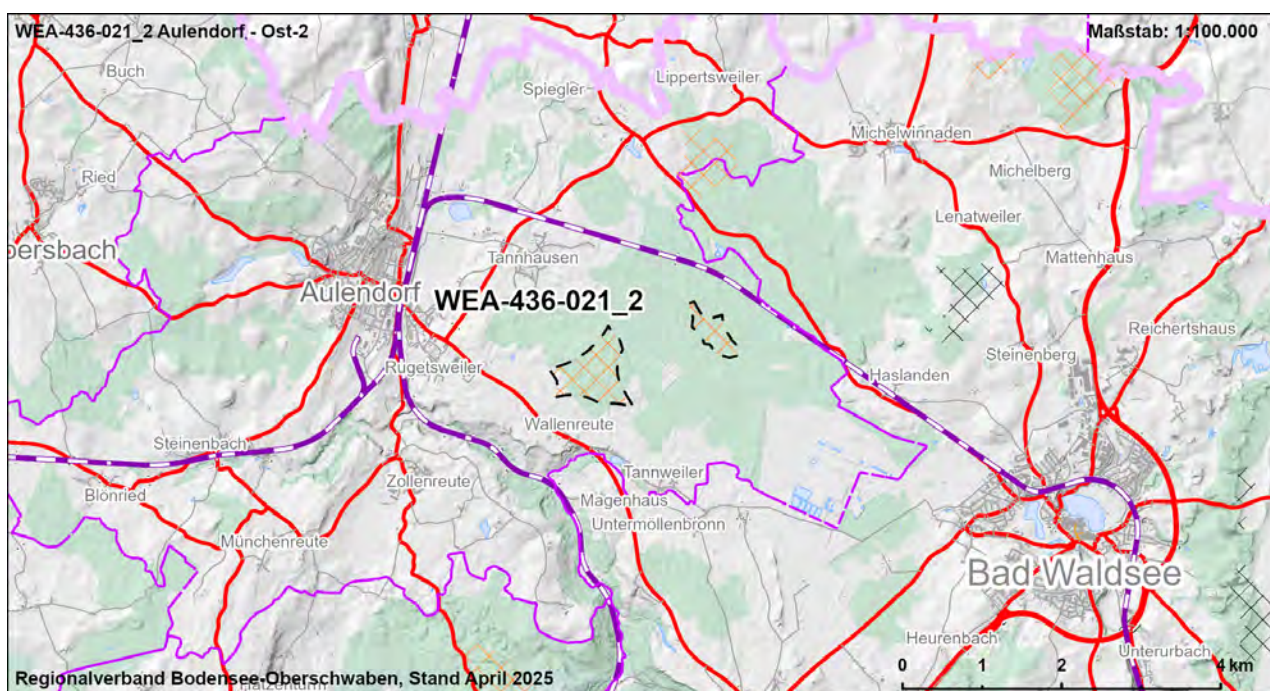 WEA-436-021_2 Aulendorf - Ost-2
Maßstab: 1:100.000
Buch
Lippertsweiler
Spiegler
Michelwinnaden
Ried
Michelberg
Lenatweiler
bersbach
Tannhausen
Mattenhaus
Aulendorf
WEA-436-021_2
Reichertshaus
Steinenberg
Rugetsweiler
Haslanden
Wallenreute
Steinenbach
Tannweiler
Blönried
Zollenreute
Magenhaus
Untermöllenbronn
Münchenreute
Bad Waldsee
Heurenbach
Unterurbach
0 1 2 4 km
Regionalverband Bodensee-Oberschwaben, Stand April 2025